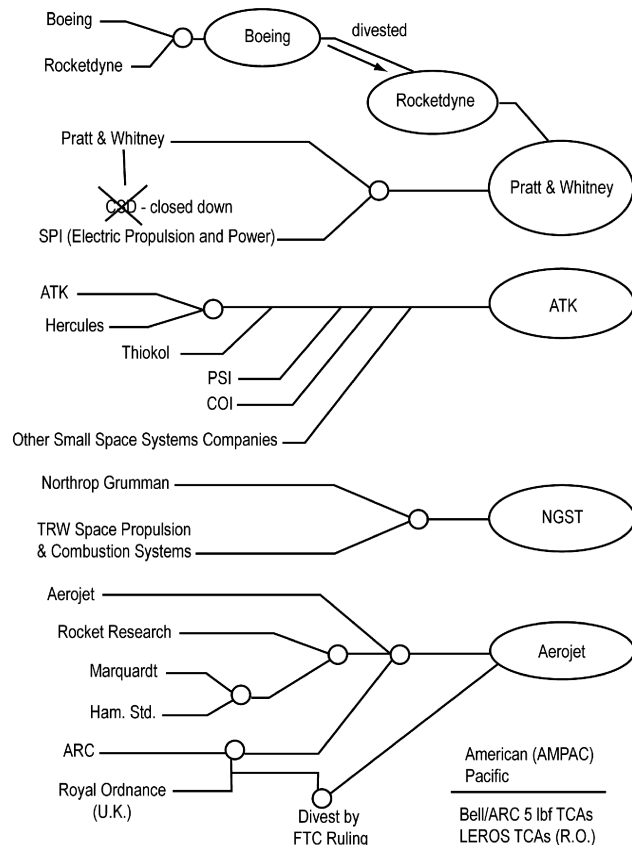 Boeing
Boeing
divested
Rocketdyne
Rocketdyne
Pratt & Whitney
Pratt & Whitney
CSD - closed down
SPI (Electric Propulsion and Power)
ATK
ATK
Hercules
Thiokol
PSI
COI
Other Small Space Systems Companies
Northrop Grumman
NGST
TRW Space Propulsion
& Combustion Systems
Aerojet
Rocket Research
Aerojet
Marquardt
Ham. Std.
ARC
Royal Ordnance
(U.K.)
Divest by
FTC Ruling
American (AMPAC)
Pacific
Bell/ARC 5 lbf TCAs
LEROS TCAs (R.O.)